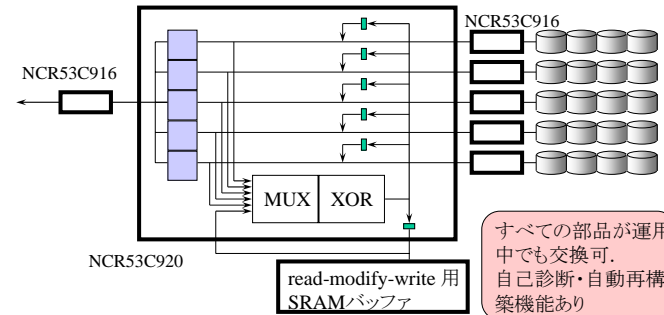 NCR53C916
NCR53C916
MUX
XOR
NCR53C920
read-modify-write 用
SRAMバッファ
すべての部品が運用
中でも交換可.
自己診断・自動再構
築機能あり